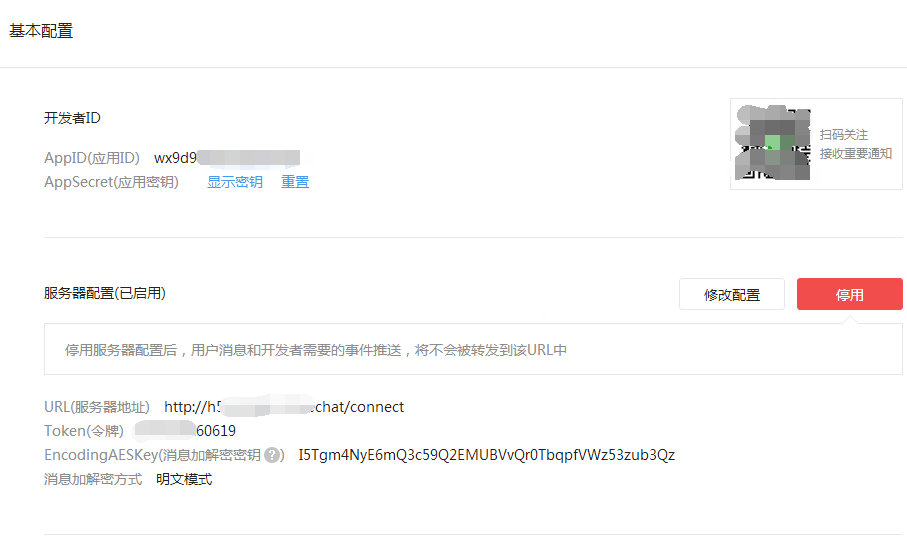 基本配置
开发者ID
AppID(应用ID) wx9d9
AppSecret(应用密钥) 显示密钥 重置
扫码关注
接收重要通知
服务器配置(已启用) 修改配置 停用
停用服务器配置后，用户消息和开发者需要的事件推送，将不会被转发到该URL中
URL(服务器地址) http://h5 chat/connect
Token(令牌) 60619
EncodingAESKey(消息加解密密钥 ?) I5Tgm4NyE6mQ3c59Q2EMUBVvQr0TbqpfVWz53zub3Qz
消息加解密方式 明文模式